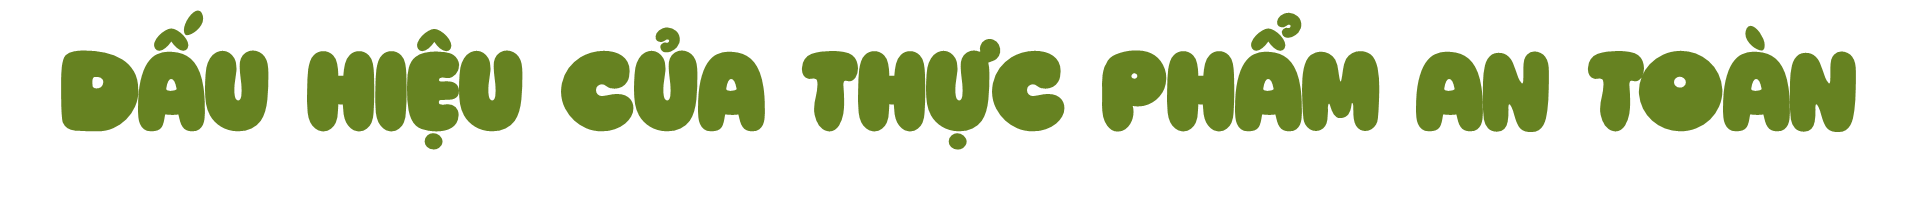 DẤU HIỆU CỦA THỰC PHẨM AN TOÀN